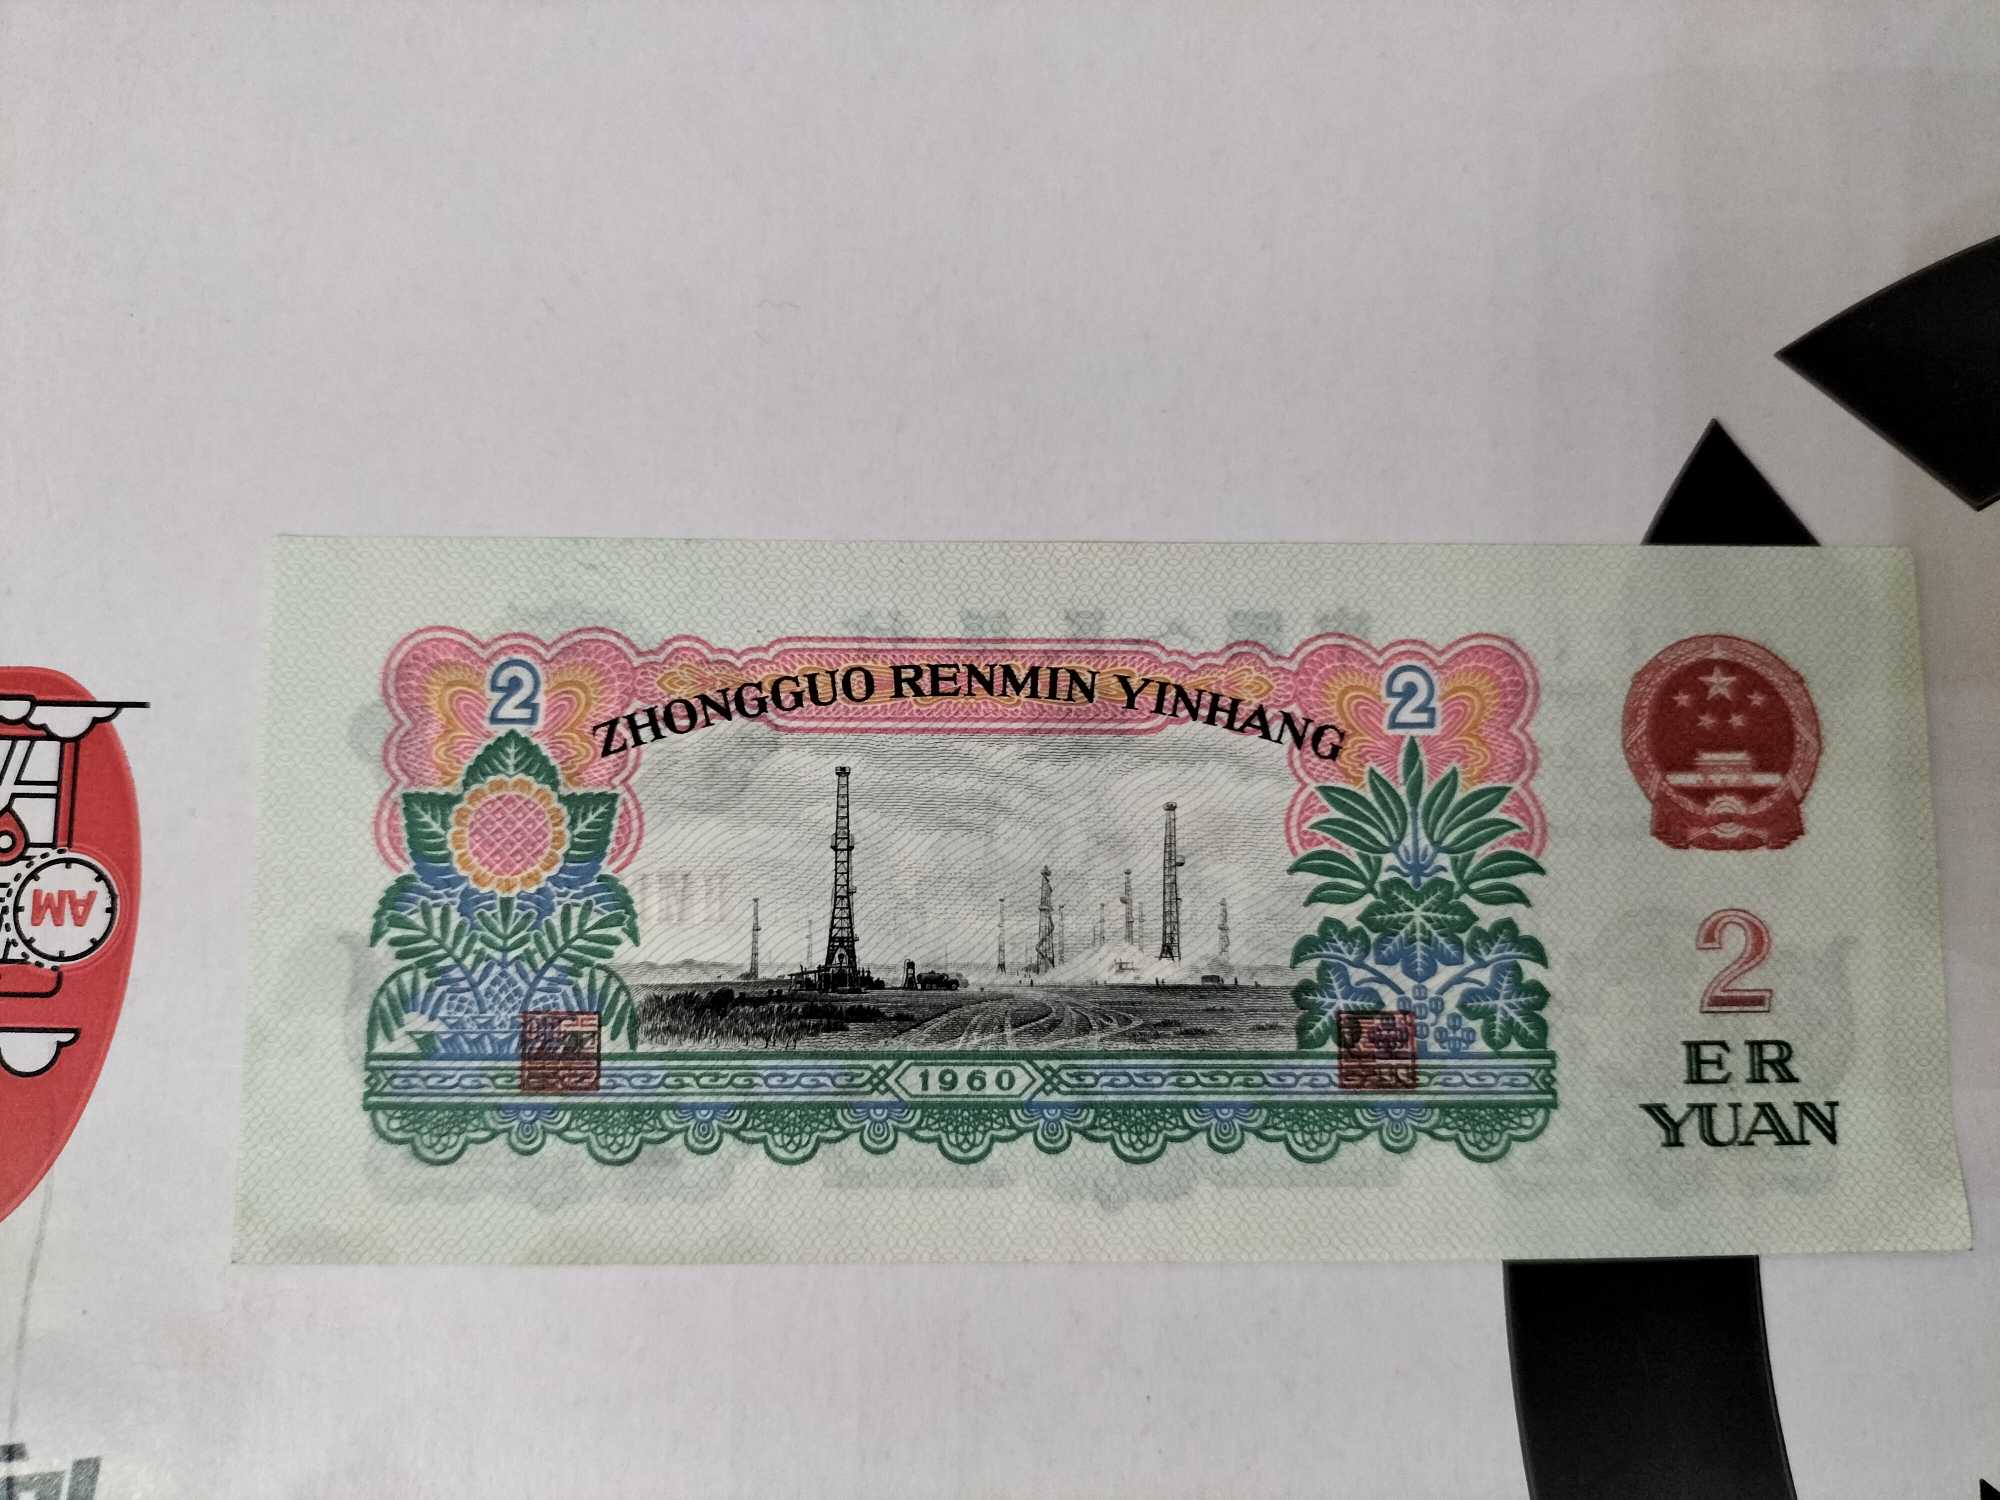 2
2
ZHONGGUO RENMIN YINHANG
2
ER
YUAN
1960
AM